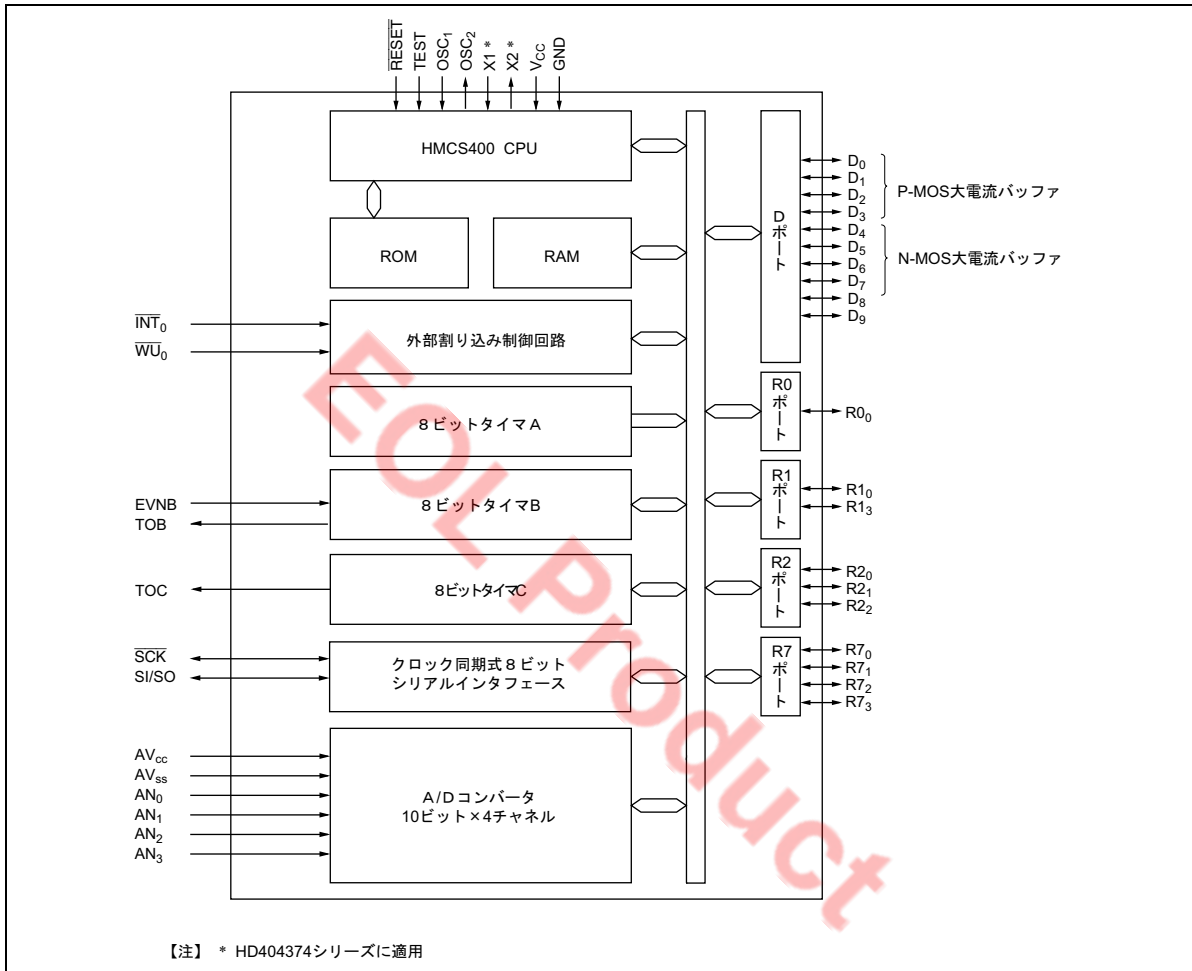 RESET
TEST
OSC1
OSC2
X1 *
X2 *
VCC
GND
HMCS400 CPU
ROM
RAM
INT0
WU0
外部割り込み制御回路
8ビットタイマA
EVNB
TOB
8ビットタイマB
TOC
8ビットタイマC
SCK
SI/SO
クロック同期式8ビット
シリアルインタフェース
AVcc
AVss
AN0
AN1
AN2
AN3
A/Dコンバータ
10ビット×4チャネル
Dポート
D0
D1
D2
D3
D4
D5
D6
D7
D8
D9
P-MOS大電流バッファ
N-MOS大電流バッファ
R0ポート
R00
R1ポート
R10
R13
R2ポート
R20
R21
R22
R7ポート
R70
R71
R72
R73
EOL Product
【注】 * HD404374シリーズに適用